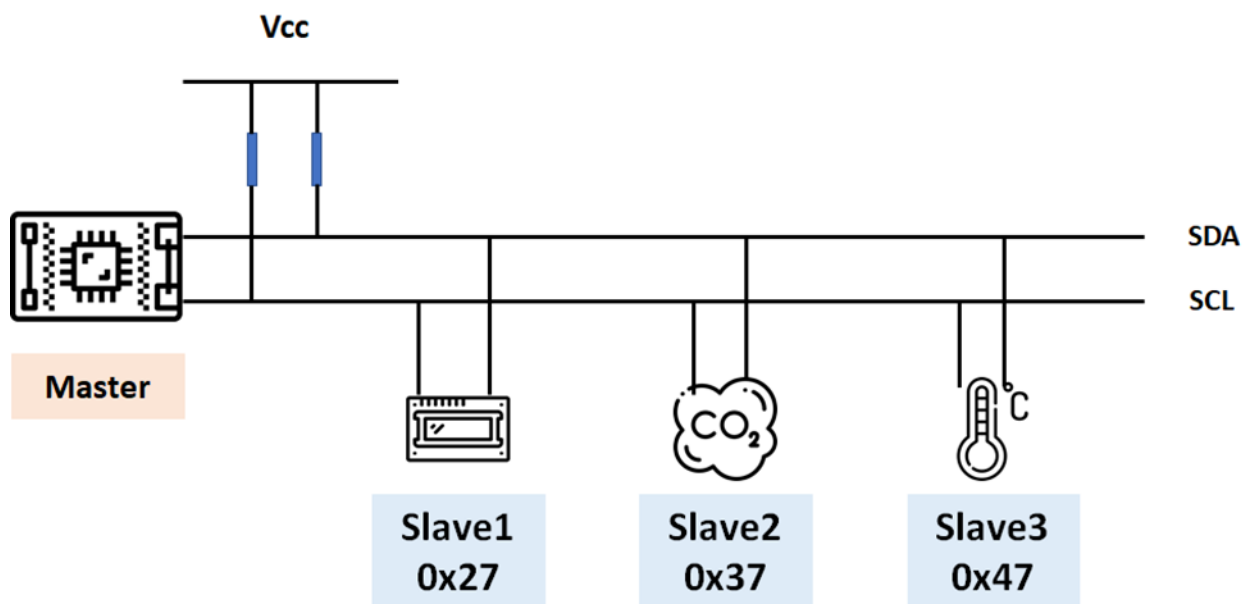 Vcc
SDA
SCL
Master
CO2
°C
Slave1
0x27
Slave2
0x37
Slave3
0x47